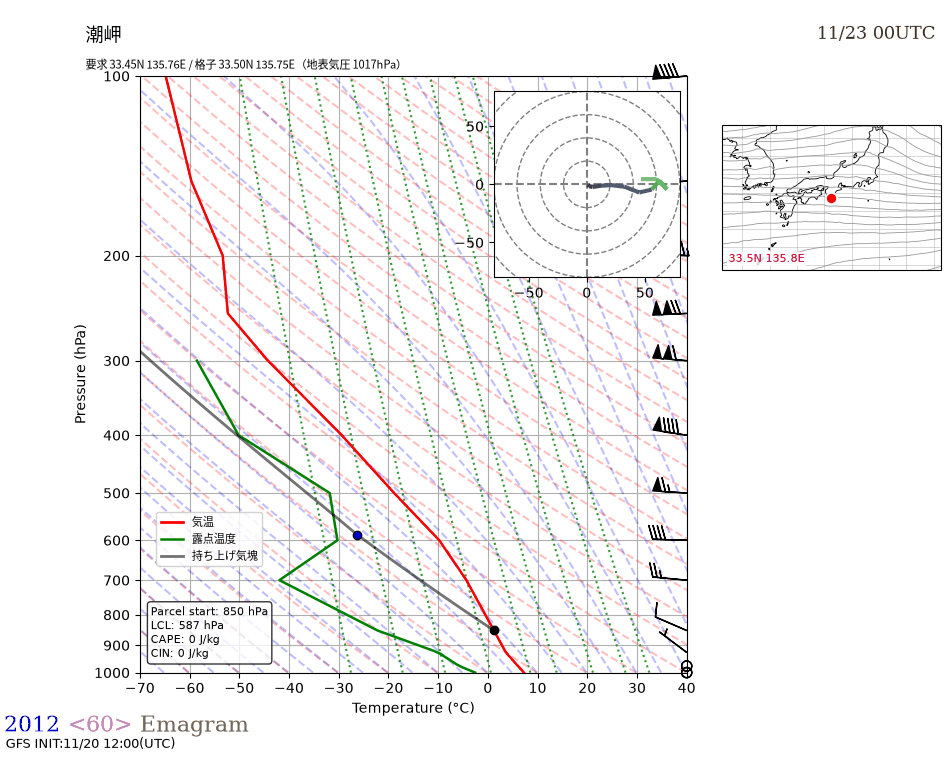 潮岬
11/23 00UTC
要求 33.45N 135.76E / 格子 33.50N 135.75E（地表気圧 1017hPa）
100
200
300
400
500
600
700
800
900
1000
Pressure (hPa)
50
0
−50
−50 0 50
33.5N 135.8E
気温
露点温度
持ち上げ気塊
Parcel start: 850 hPa
LCL: 587 hPa
CAPE: 0 J/kg
CIN: 0 J/kg
−70 −60 −50 −40 −30 −20 −10 0 10 20 30 40
Temperature (°C)
2012 <60> Emagram
GFS INIT:11/20 12:00(UTC)